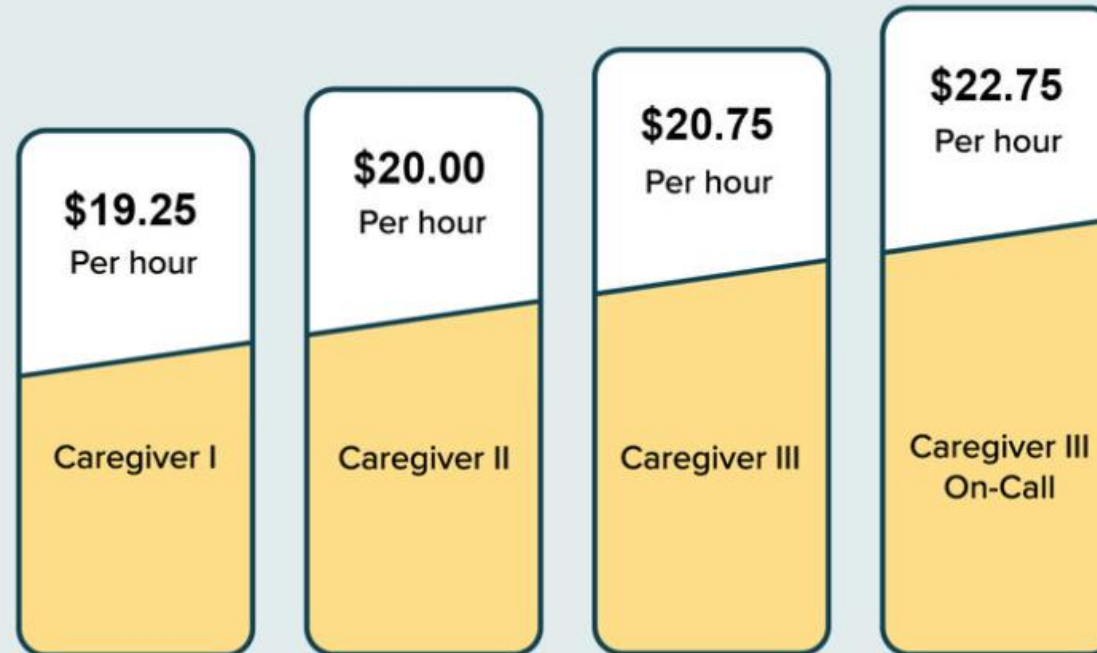 $19.25
Per hour
Caregiver I
$20.00
Per hour
Caregiver II
$20.75
Per hour
Caregiver III
$22.75
Per hour
Caregiver III
On-Call